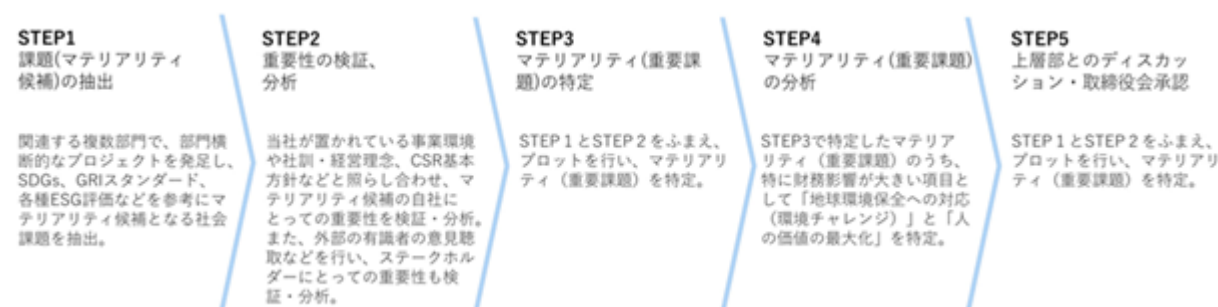 STEP1
課題(マテリアリティ
候補)の抽出
関連する複数部門で、部門横
断的なプロジェクトを発足し、
SDGs、GRIスタンダード、
各種ESG評価などを参考にマ
テリアリティ候補となる社会
課題を抽出。
STEP2
重要性の検証、
分析
当社が置かれている事業環境
や社訓・経営理念、CSR基本
方針などと照らし合わせ、マ
テリアリティ候補の自社に
とっての重要性を検証・分析。
また、外部の有識者の意見聴
取などを行い、ステークホル
ダーにとっての重要性も検
証・分析。
STEP3
マテリアリティ(重要課
題)の特定
STEP１とSTEP２をふまえ、
プロットを行い、マテリアリ
ティ（重要課題）を特定。
STEP4
マテリアリティ(重要課題)
の分析
STEP3で特定したマテリア
リティ（重要課題）のうち、
特に財務影響が大きい項目と
して「地球環境保全への対応
（環境チャレンジ）」と「人
の価値の最大化」を特定。
STEP5
上層部とのディスカッ
ション・取締役会承認
STEP１とSTEP２をふまえ、
プロットを行い、マテリアリ
ティ（重要課題）を特定。